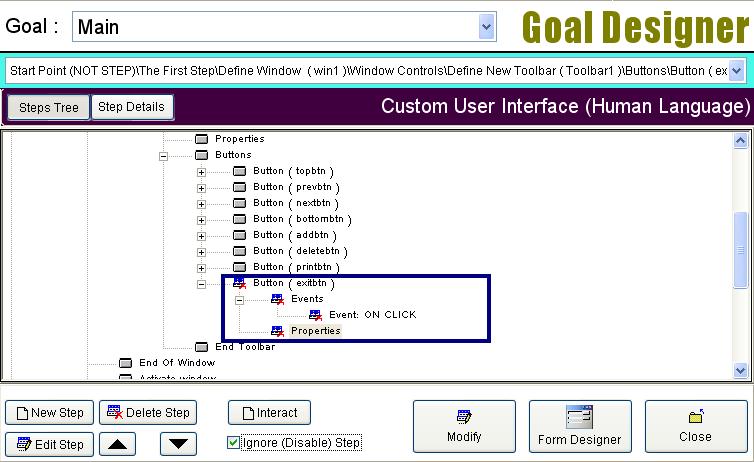 Goal :
Main
Goal Designer
Start Point (NOT STEP)\The First Step\Define Window ( win1 )\Window Controls\Define New Toolbar ( Toolbar1 )\Buttons\Button ( ex
Steps Tree
Step Details
Custom User Interface (Human Language)
Properties
Buttons
Button ( topbtn )
Button ( prevbtn )
Button ( nextbtn )
Button ( bottombtn )
Button ( addbtn )
Button ( deletebtn )
Button ( printbtn )
Button ( exitbtn )
Events
Event: ON CLICK
Properties
End Toolbar
End Of Window
Activate window
New Step
Delete Step
Interact
Edit Step
Ignore (Disable) Step
Modify
Form Designer
Close